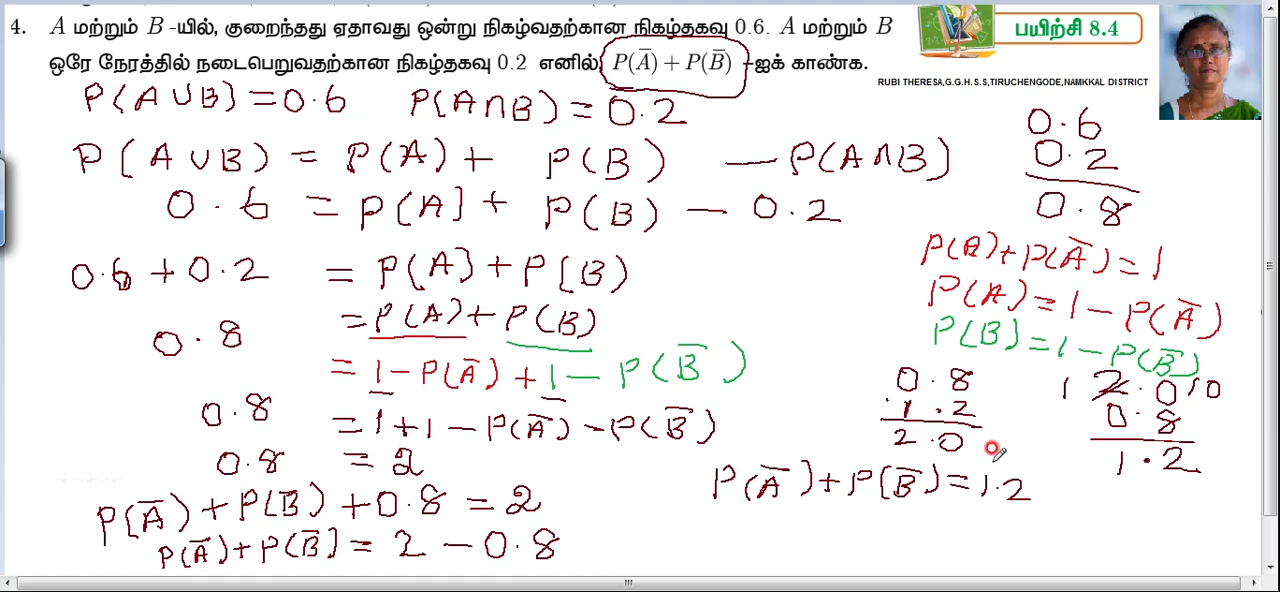 4. A மற்றும் B -யில், குறைந்தது ஏதாவது ஒன்று நிகழ்வதற்கான நிகழ்தகவு 0.6. A மற்றும் B
ஒரே நேரத்தில் நடைபெறுவதற்கான நிகழ்தகவு 0.2 எனில், P(A̅) + P(B̅) -ஐக் காண்க.
பயிற்சி 8.4
RUBI THERESA,G.G.H.S.S,TIRUCHENGODE,NAMKKAL DISTRICT
P(A∪B) = 0.6 P(A∩B) = 0.2
P(A∪B) = P(A) + P(B) — P(A∩B)
0.6 = P(A] + P(B) — 0.2
0.6 + 0.2 = P(A) + P(B)
0.8 = P(A) + P(B)
= 1 — P(A̅) + 1 — P(B̅)
0.8 = 1 + 1 — P(A̅) — P(B̅)
0.8 = 2
P(A̅) + P(B̅) + 0.8 = 2
P(A̅) + P(B̅) = 2 — 0.8
0.6
0.2
0.8
P(A) + P(A̅) = 1
P(A) = 1 — P(A̅)
P(B) = 1 — P(B̅)
0.8
1.2
2.0
1 2.0 10
0.8
1.2
P(A̅) + P(B̅) = 1.2